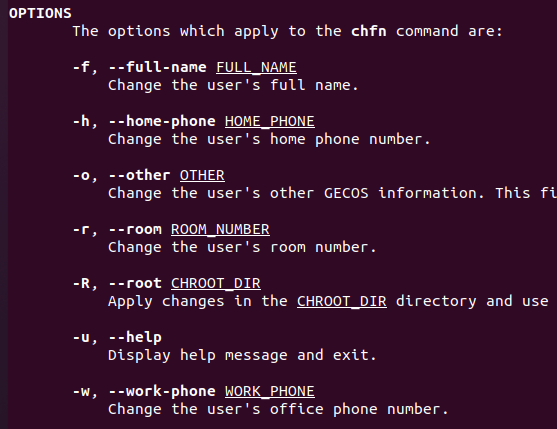 OPTIONS
The options which apply to the chfn command are:
-f, --full-name FULL_NAME
Change the user's full name.
-h, --home-phone HOME_PHONE
Change the user's home phone number.
-o, --other OTHER
Change the user's other GECOS information. This fi
-r, --room ROOM_NUMBER
Change the user's room number.
-R, --root CHROOT_DIR
Apply changes in the CHROOT_DIR directory and use
-u, --help
Display help message and exit.
-w, --work-phone WORK_PHONE
Change the user's office phone number.